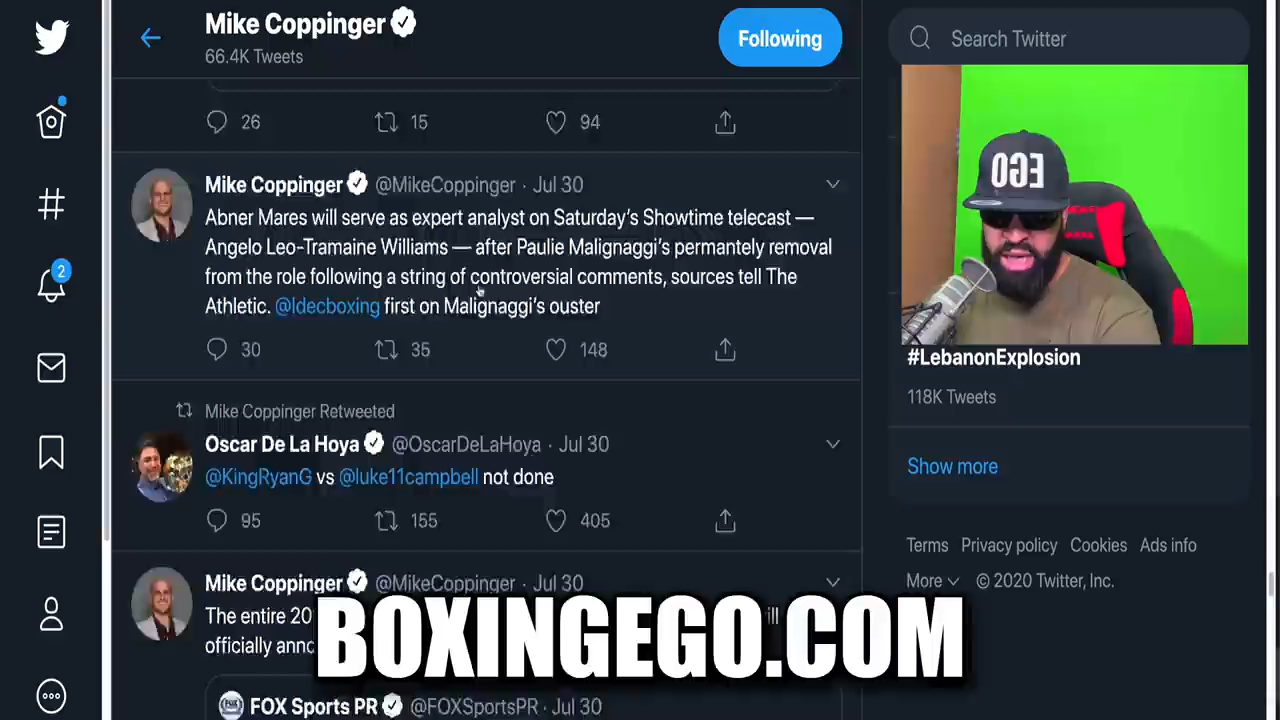 Mike Coppinger
66.4K Tweets
Following
Search Twitter
26 15 94
Mike Coppinger @MikeCoppinger · Jul 30
Abner Mares will serve as expert analyst on Saturday’s Showtime telecast —
Angelo Leo-Tramaine Williams — after Paulie Malignaggi’s permantely removal
from the role following a string of controversial comments, sources tell The
Athletic. @ldecboxing first on Malignaggi’s ouster
30 35 148
Mike Coppinger Retweeted
Oscar De La Hoya @OscarDeLaHoya · Jul 30
@KingRyanG vs @luke11campbell not done
95 155 405
Mike Coppinger @MikeCoppinger · Jul 30
The entire 20
officially anno
FOX Sports PR @FOXSportsPR · Jul 30
2
EGO
#LebanonExplosion
118K Tweets
Show more
Terms Privacy policy Cookies Ads info
More © 2020 Twitter, Inc.
BOXINGEGO.COM